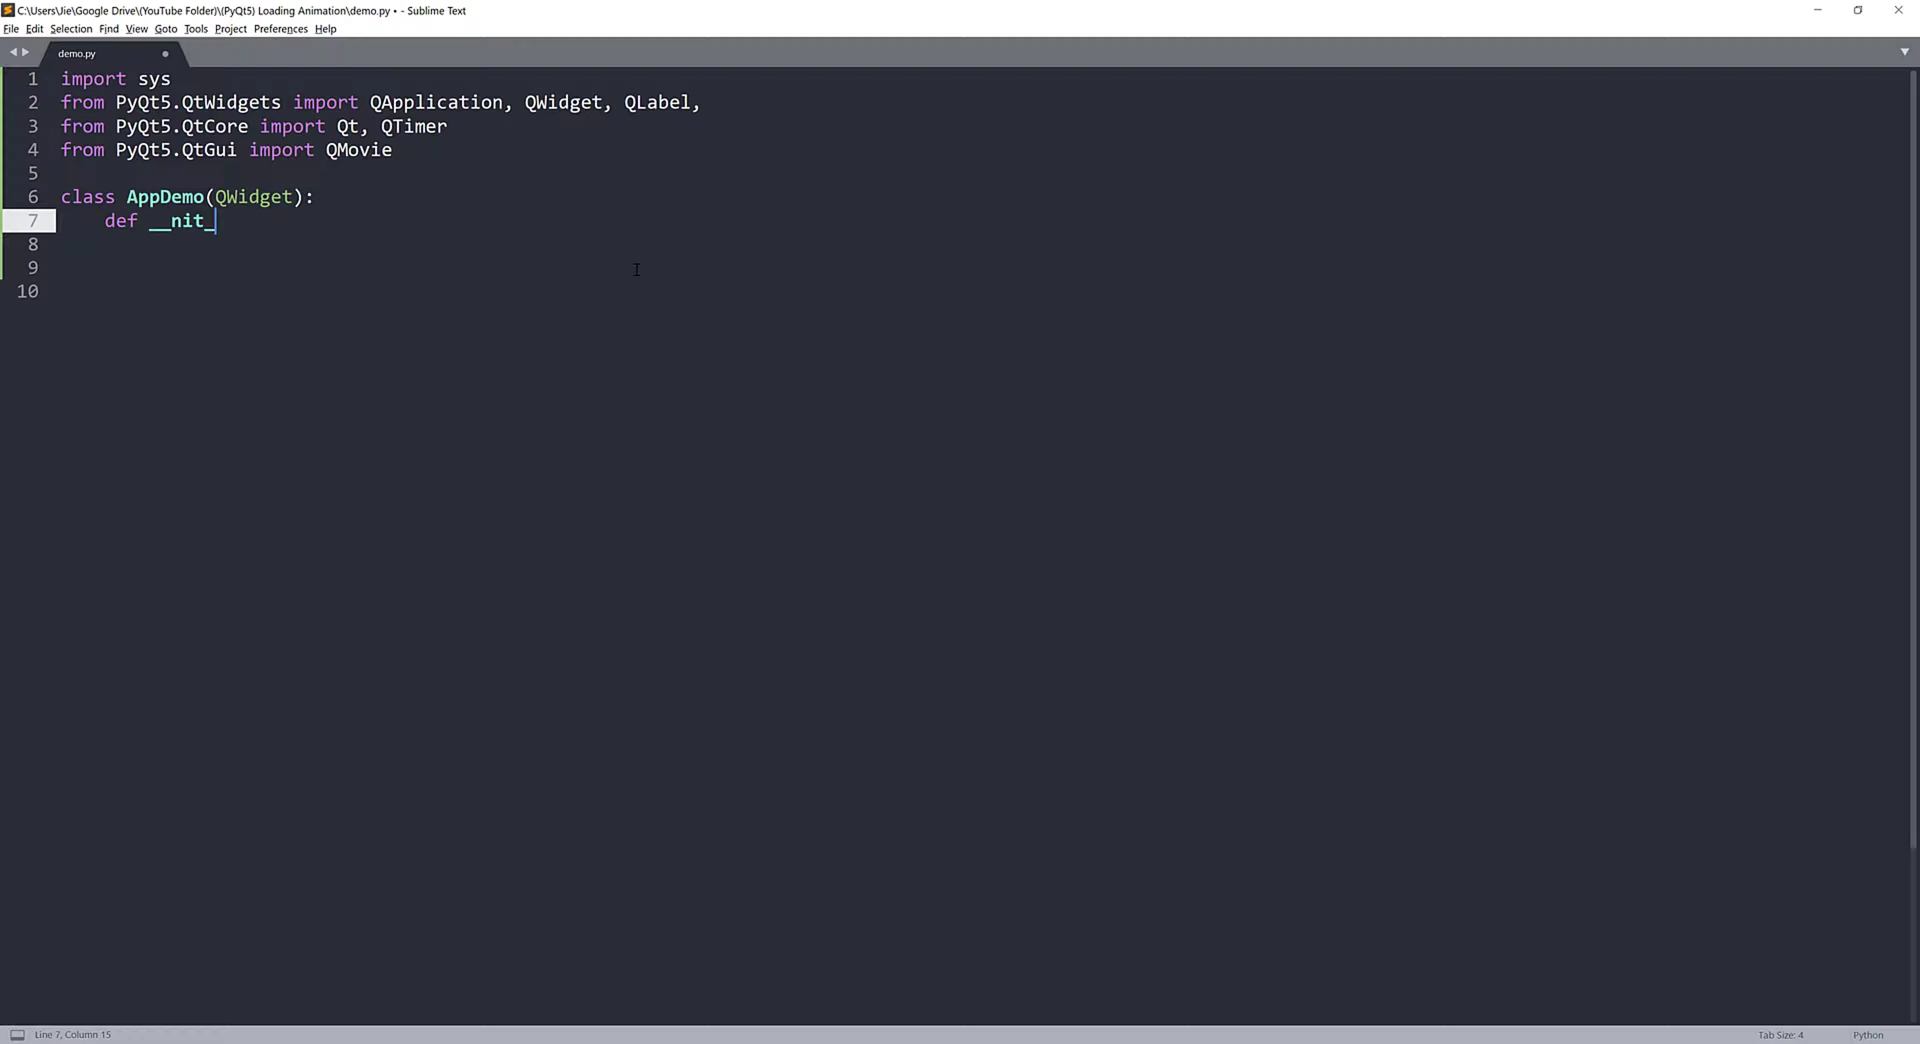 C:\Users\Jie\Google Drive\(YouTube Folder)\(PyQt5) Loading Animation\demo.py • - Sublime Text
File Edit Selection Find View Goto Tools Project Preferences Help
demo.py
1 import sys
2 from PyQt5.QtWidgets import QApplication, QWidget, QLabel,
3 from PyQt5.QtCore import Qt, QTimer
4 from PyQt5.QtGui import QMovie
5
6 class AppDemo(QWidget):
7     def __nit_
8
9
10
Line 7, Column 15 Tab Size: 4 Python